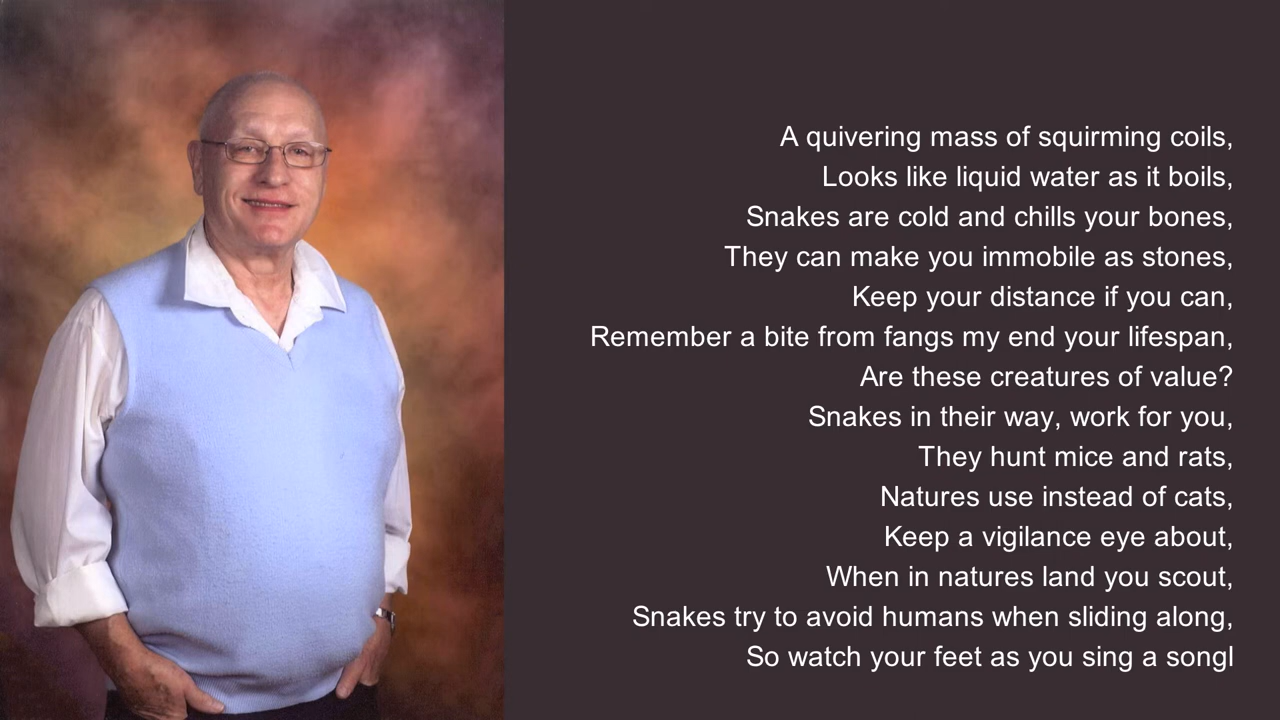 A quivering mass of squirming coils,
Looks like liquid water as it boils,
Snakes are cold and chills your bones,
They can make you immobile as stones,
Keep your distance if you can,
Remember a bite from fangs my end your lifespan,
Are these creatures of value?
Snakes in their way, work for you,
They hunt mice and rats,
Natures use instead of cats,
Keep a vigilance eye about,
When in natures land you scout,
Snakes try to avoid humans when sliding along,
So watch your feet as you sing a songl